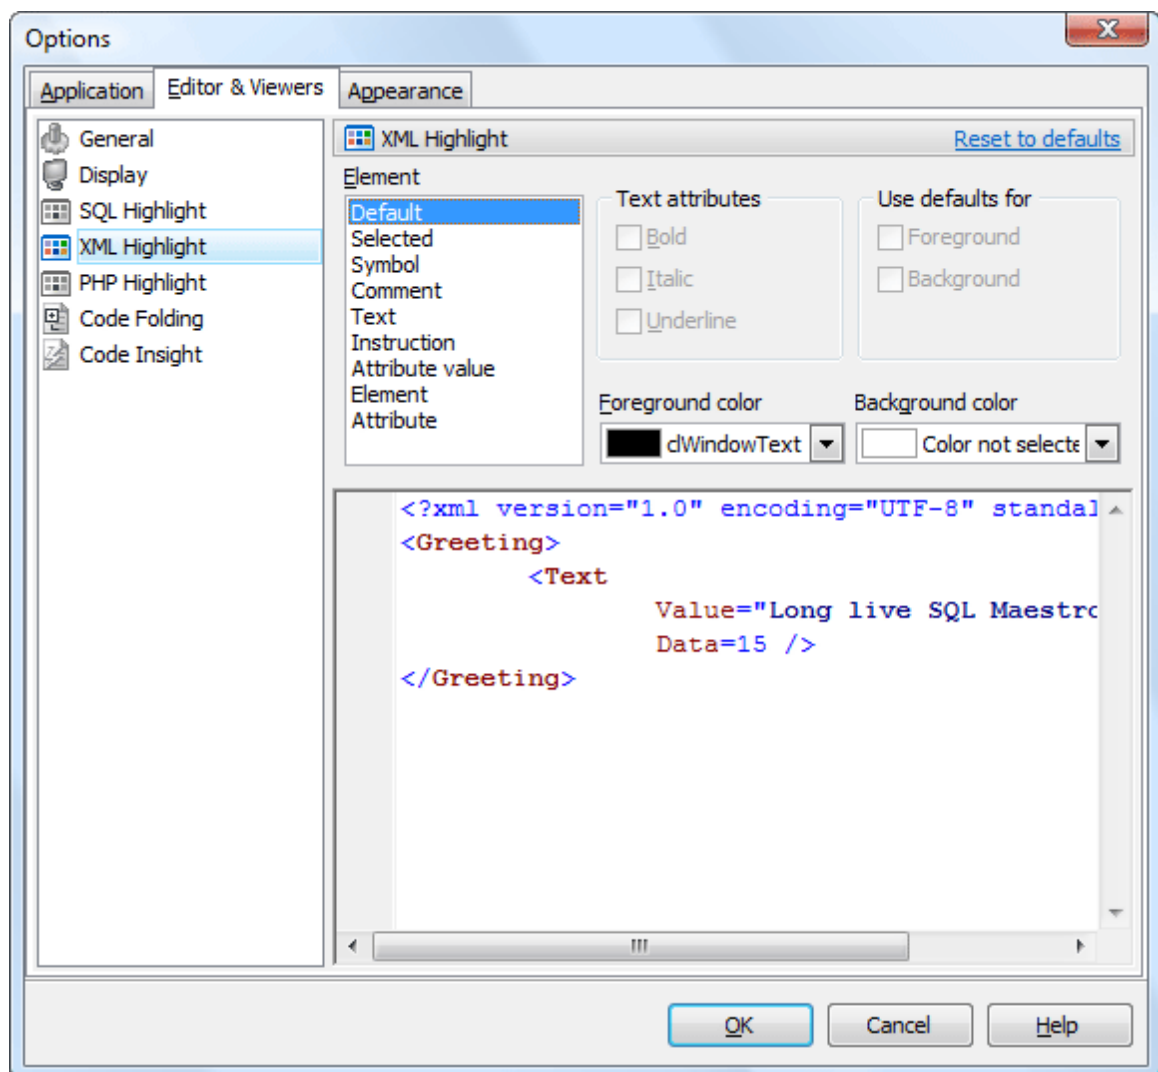 Options
Application
Editor & Viewers
Appearance
General
Display
SQL Highlight
XML Highlight
PHP Highlight
Code Folding
Code Insight
XML Highlight
Reset to defaults
Element
Default
Selected
Symbol
Comment
Text
Instruction
Attribute value
Element
Attribute
Text attributes
Bold
Italic
Underline
Use defaults for
Foreground
Background
Foreground color
clWindowText
Background color
Color not selecte
<?xml version="1.0" encoding="UTF-8" standal
<Greeting>
<Text
Value="Long live SQL Maestro
Data=15 />
</Greeting>
OK
Cancel
Help